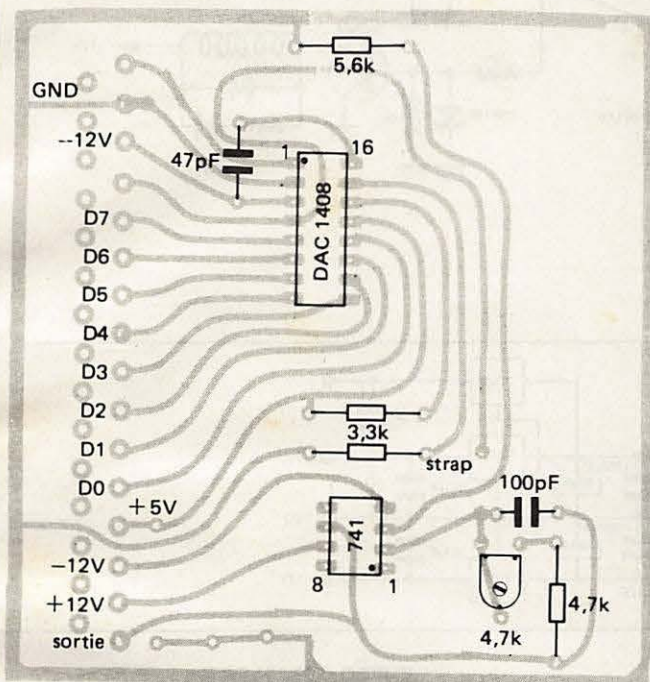 5,6k
GND
--12V
47pF
1
16
DAC 1408
D7
D6
D5
D4
D3
D2
D1
D0
3,3k
strap
+5V
100pF
741
-12V
8
1
+12V
4,7k
4,7k
sortie